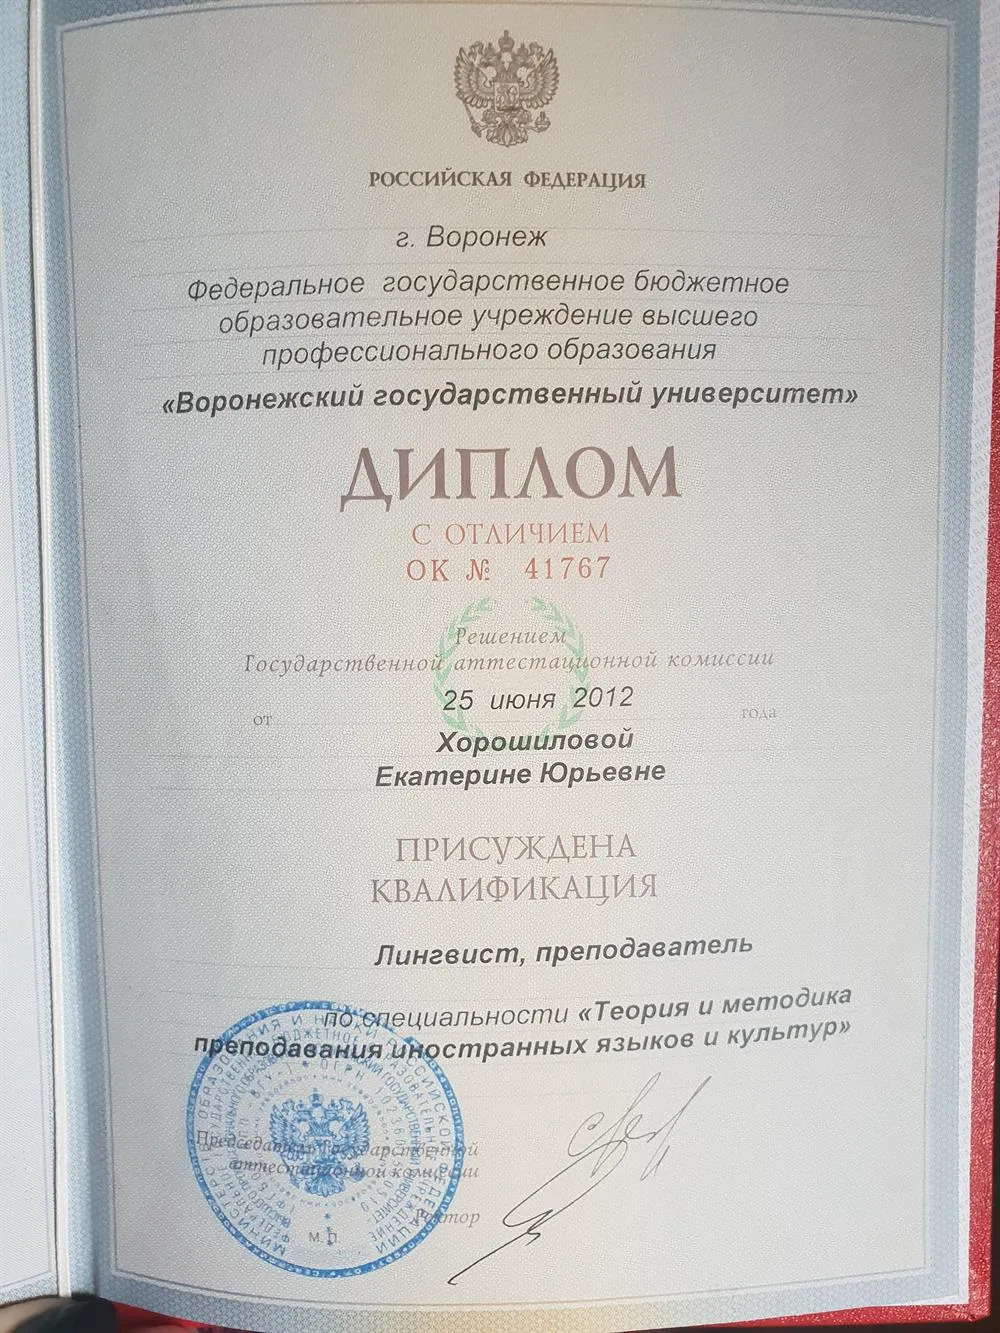 РОССИЙСКАЯ ФЕДЕРАЦИЯ
г. Воронеж
Федеральное государственное бюджетное
образовательное учреждение высшего
профессионального образования
«Воронежский государственный университет»
ДИПЛОМ
С ОТЛИЧИЕМ
ОК № 41767
Решением
Государственной аттестационной комиссии
от 25 июня 2012 года
Хорошиловой
Екатерине Юрьевне
ПРИСУЖДЕНА
КВАЛИФИКАЦИЯ
Лингвист, преподаватель
по специальности «Теория и методика
преподавания иностранных языков и культур»
Председатель Государственной
аттестационной комиссии
Ректор
М.П.